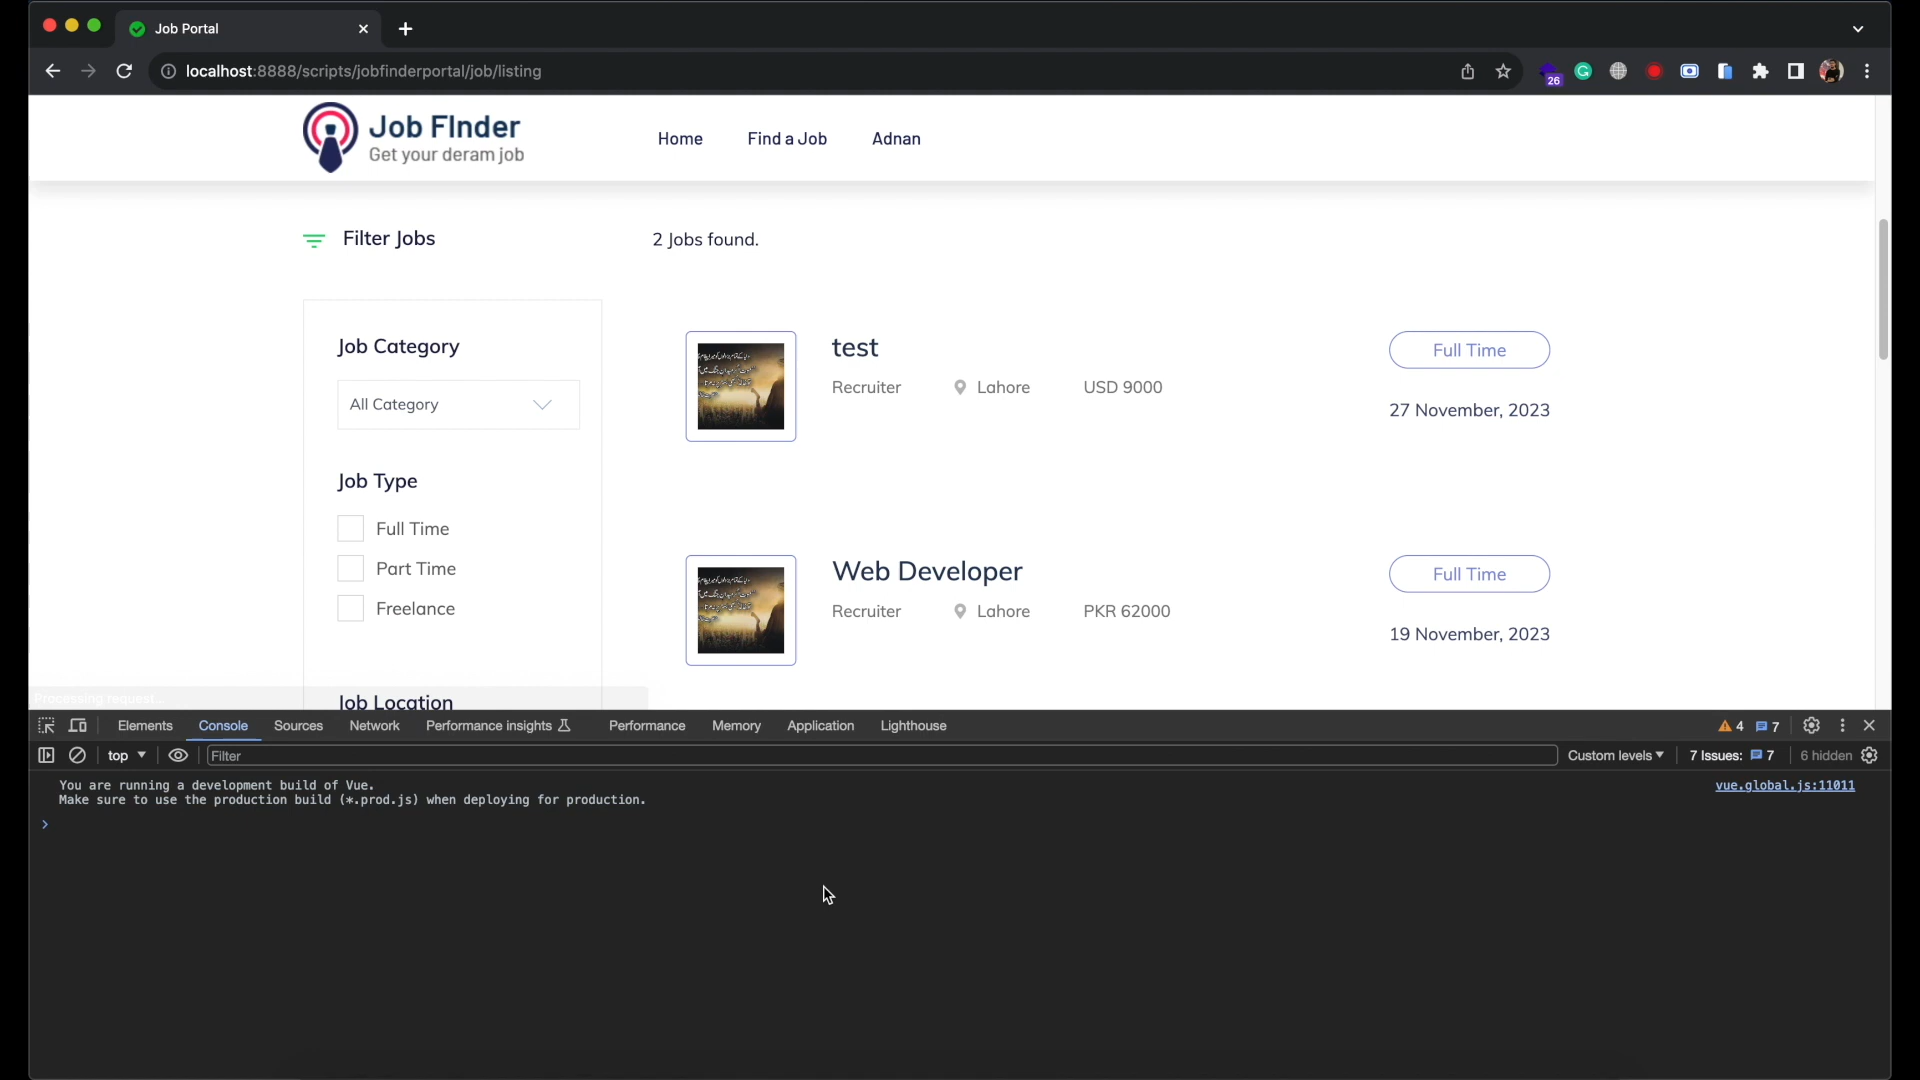 Job Portal
localhost:8888/scripts/jobfinderportal/job/listing
26
Job FInder
Get your deram job
Home
Find a Job
Adnan
Filter Jobs
2 Jobs found.
Job Category
All Category
Job Type
Full Time
Part Time
Freelance
Job Location
test
Recruiter
Lahore
USD 9000
Full Time
27 November, 2023
Web Developer
Recruiter
Lahore
PKR 62000
Full Time
19 November, 2023
Processing request...
Elements
Console
Sources
Network
Performance insights
Performance
Memory
Application
Lighthouse
4
7
top
Filter
Custom levels
7 Issues:
7
6 hidden
You are running a development build of Vue.
Make sure to use the production build (*.prod.js) when deploying for production.
vue.global.js:11011